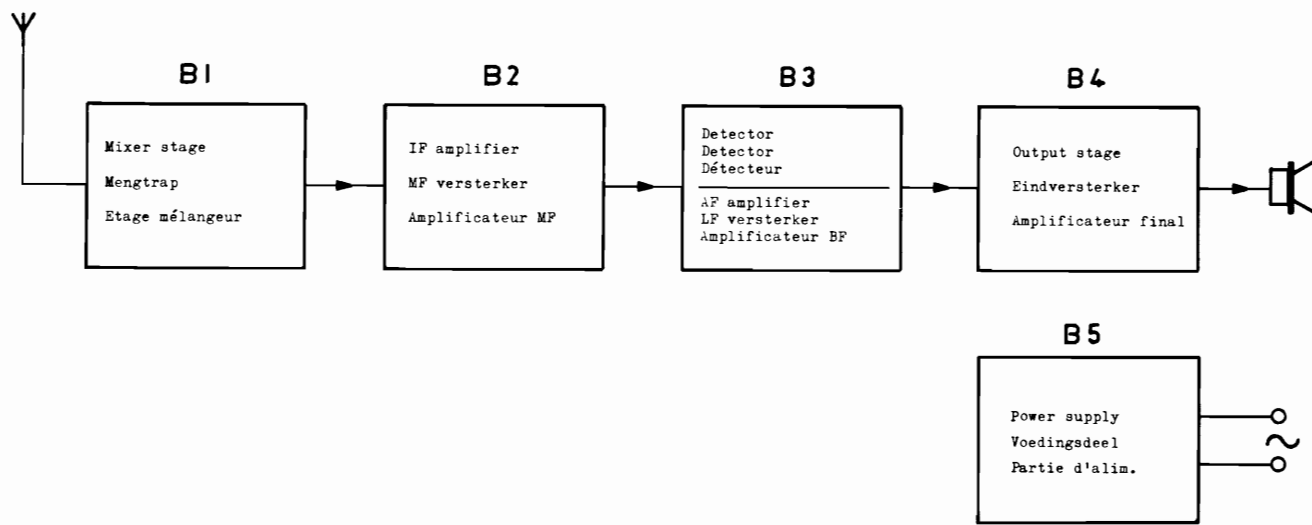 B1
Mixer stage
Mengtrap
Etage mélangeur
B2
IF amplifier
MF versterker
Amplificateur MF
B3
Detector
Detector
Détecteur
AF amplifier
LF versterker
Amplificateur BF
B4
Output stage
Eindversterker
Amplificateur final
B5
Power supply
Voedingsdeel
Partie d'alim.